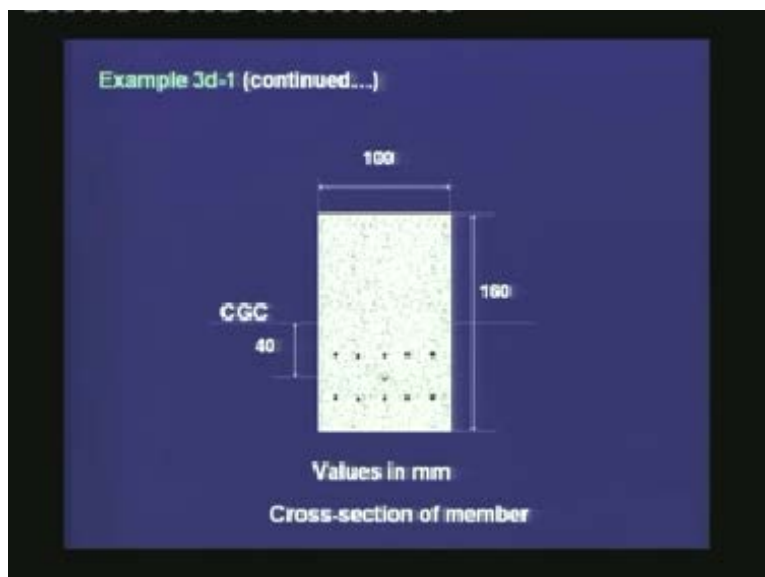 Example 3d-1 (continued...)
100
160
CGC
40
Values in mm
Cross-section of member